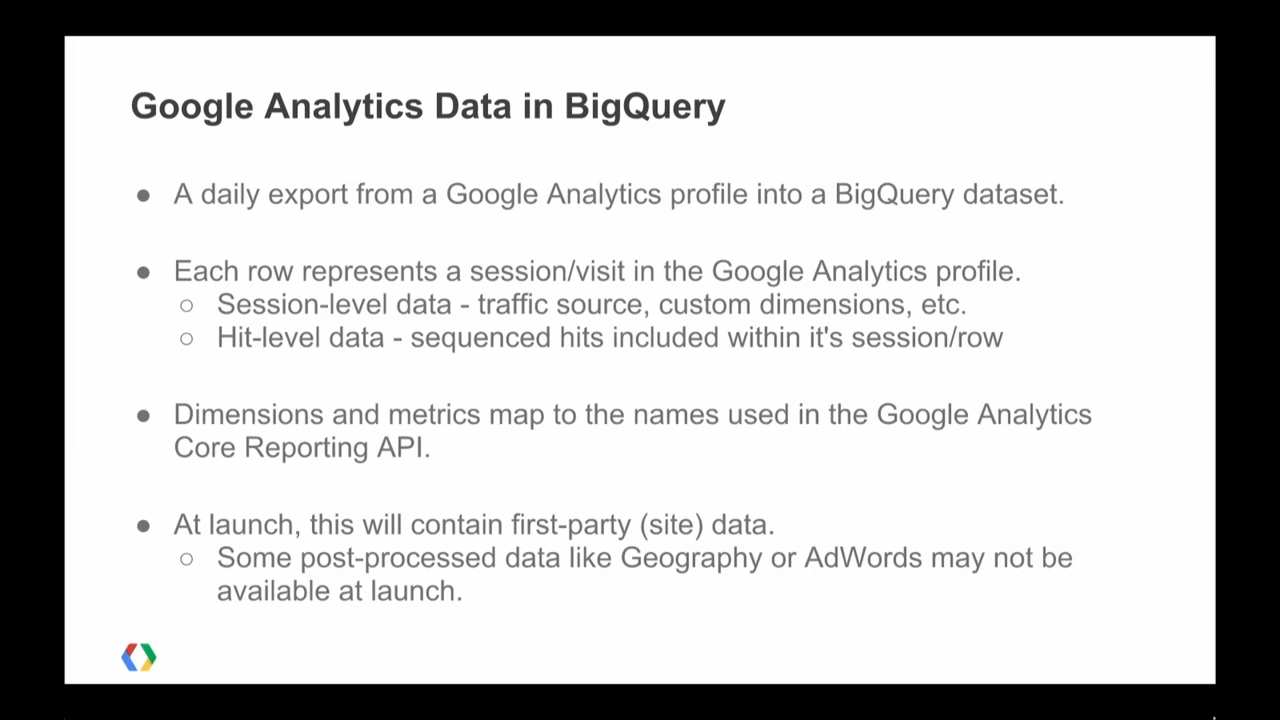 Google Analytics Data in BigQuery
● A daily export from a Google Analytics profile into a BigQuery dataset.
● Each row represents a session/visit in the Google Analytics profile.
○ Session-level data - traffic source, custom dimensions, etc.
○ Hit-level data - sequenced hits included within it's session/row
● Dimensions and metrics map to the names used in the Google Analytics
Core Reporting API.
● At launch, this will contain first-party (site) data.
○ Some post-processed data like Geography or AdWords may not be
available at launch.